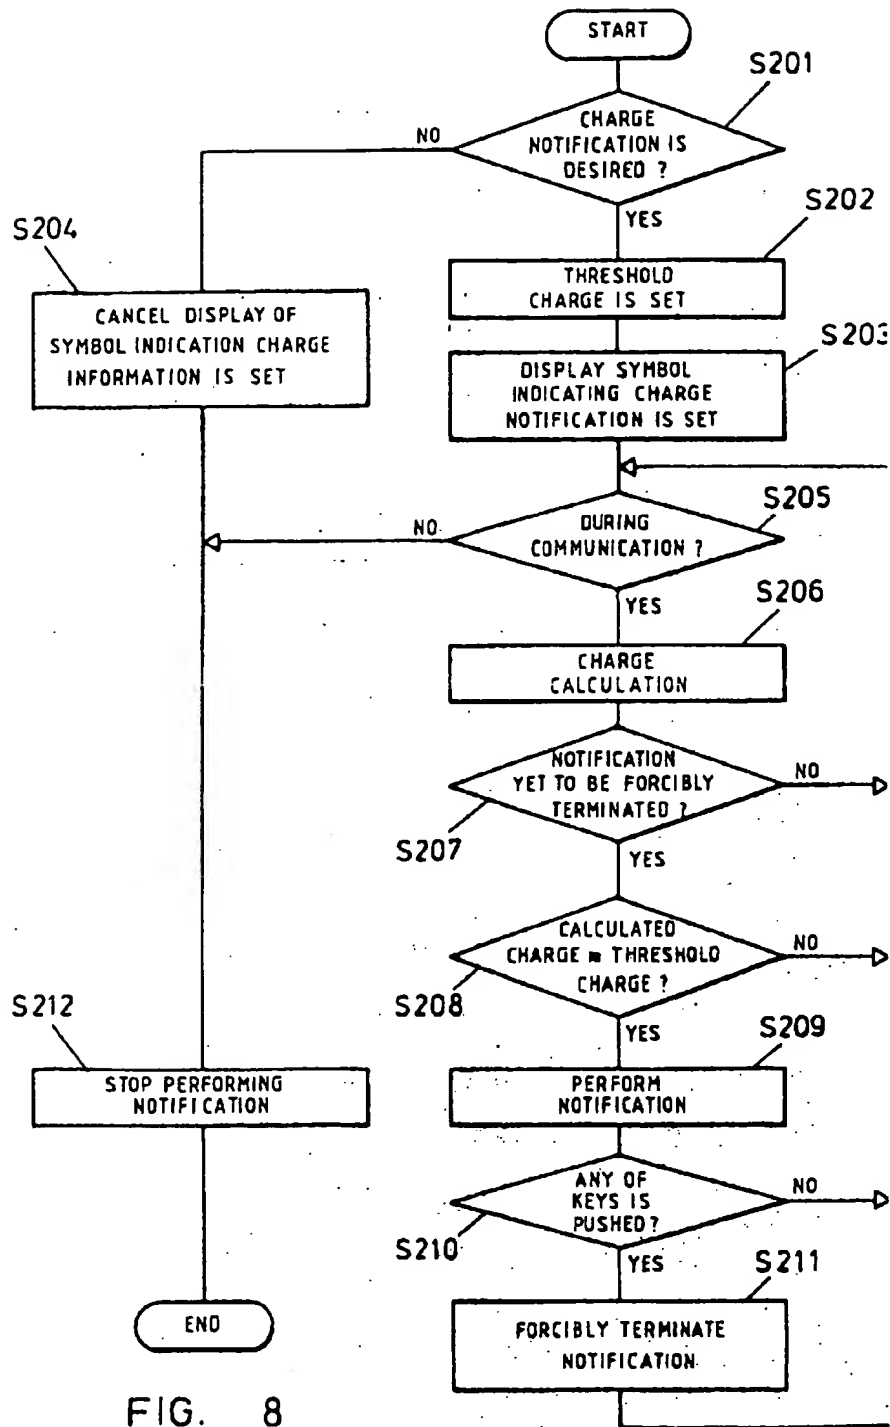 START
S201
CHARGE
NOTIFICATION IS
DESIRED ?
NO
YES
S202
S204
THRESHOLD
CHARGE IS SET
CANCEL DISPLAY OF
SYMBOL INDICATION CHARGE
INFORMATION IS SET
S203
DISPLAY SYMBOL
INDICATING CHARGE
NOTIFICATION IS SET
S205
DURING
COMMUNICATION ?
NO
YES
S206
CHARGE
CALCULATION
NOTIFICATION
YET TO BE FORCIBLY
TERMINATED ?
NO
S207
YES
CALCULATED
CHARGE ≡ THRESHOLD
CHARGE ?
NO
S208
YES
S212
S209
STOP PERFORMING
NOTIFICATION
PERFORM
NOTIFICATION
ANY OF
KEYS IS
PUSHED ?
NO
S210
YES
S211
END
FORCIBLY TERMINATE
NOTIFICATION
FIG. 8